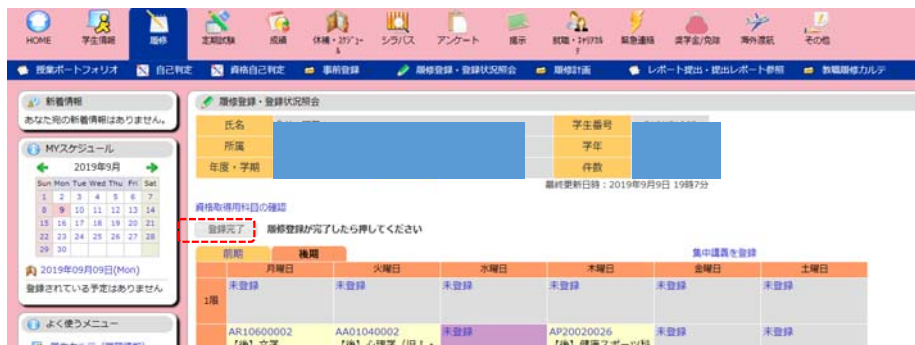 HOME 学生情報 履修 定期試験 成績 休補・スケジュール シラバス アンケート 掲示 就職・キャリアカルテ 緊急連絡 奨学金/免除 海外渡航 その他
授業ポートフォリオ 自己判定 資格自己判定 事前登録 履修登録・登録状況照会 履修計画 レポート提出・提出レポート参照 教職履修カルテ
新着情報
あなた宛の新着情報はありません。
MYスケジュール
2019年9月
Sun Mon Tue Wed Thu Fri Sat
1 2 3 4 5 6 7
8 9 10 11 12 13 14
15 16 17 18 19 20 21
22 23 24 25 26 27 28
29 30
2019年09月09日(Mon)
登録されている予定はありません
よく使うメニュー
履修登録・登録状況照会
氏名 学生番号
所属 学年
年度・学期 件数
最終更新日時:2019年9月9日 19時7分
資格取得用科目の確認
登録完了 履修登録が完了したら押してください
前期 後期 集中講義を登録
月曜日 火曜日 水曜日 木曜日 金曜日 土曜日
1限 未登録 未登録 未登録 未登録 未登録 未登録
AR10600002 AA01040002 未登録 AP20020026 未登録 未登録
【後】文学 【後】心理学(旧I・ 【後】健康スポーツ科